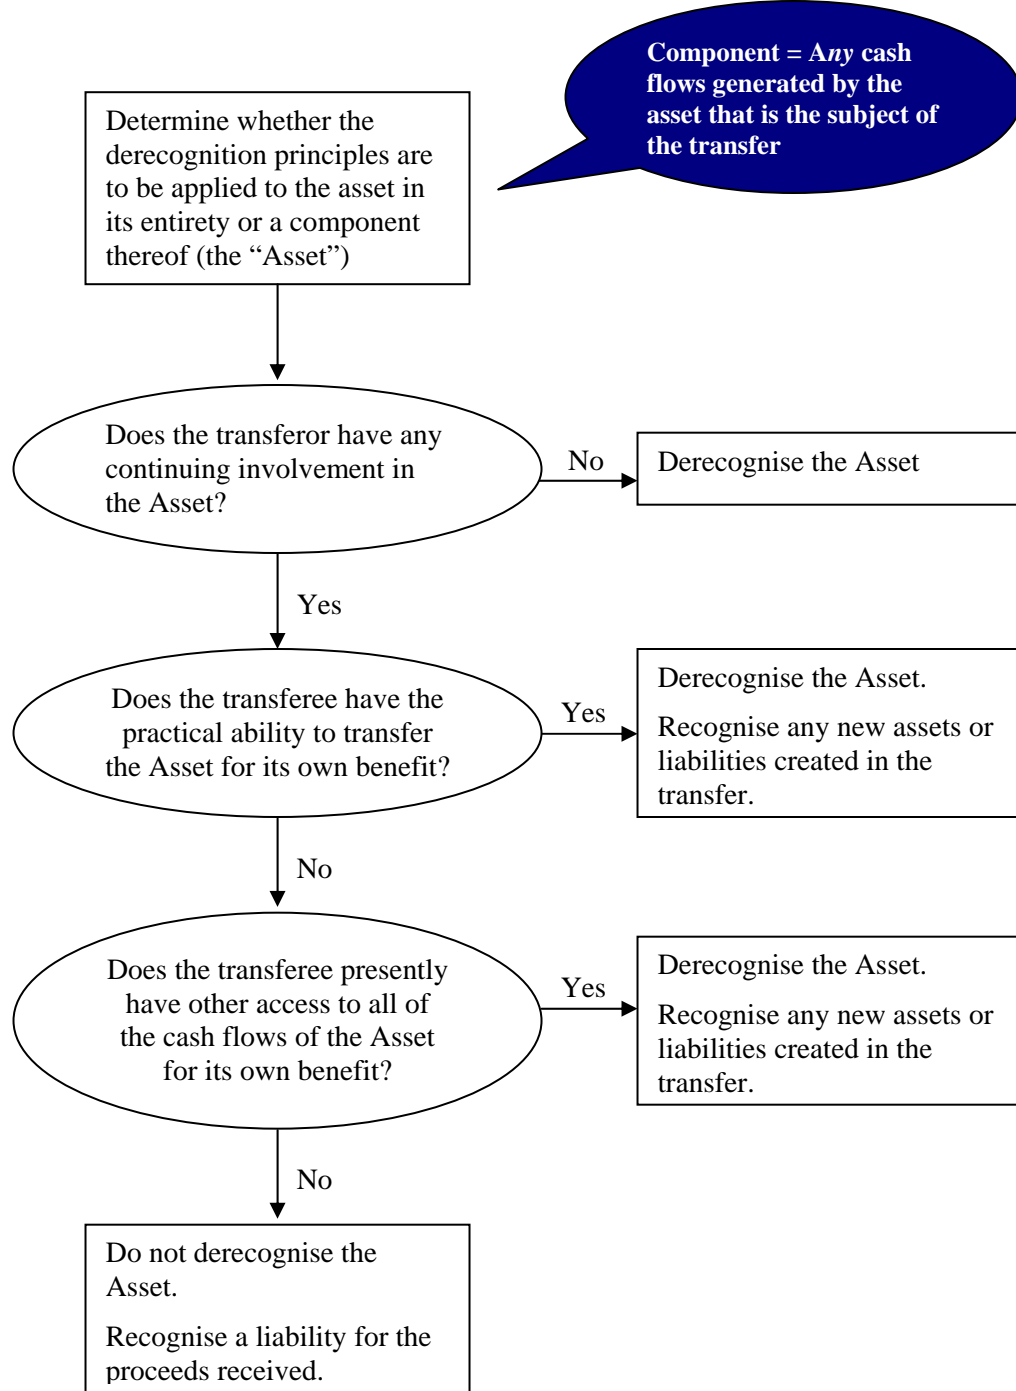 Component = Any cash
flows generated by the
asset that is the subject of
the transfer
Determine whether the
derecognition principles are
to be applied to the asset in
its entirety or a component
thereof (the “Asset”)
Does the transferor have any
continuing involvement in
the Asset?
No
Derecognise the Asset
Yes
Does the transferee have the
practical ability to transfer
the Asset for its own benefit?
Yes
Derecognise the Asset.
Recognise any new assets or
liabilities created in the
transfer.
No
Does the transferee presently
have other access to all of
the cash flows of the Asset
for its own benefit?
Yes
Derecognise the Asset.
Recognise any new assets or
liabilities created in the
transfer.
No
Do not derecognise the
Asset.
Recognise a liability for the
proceeds received.